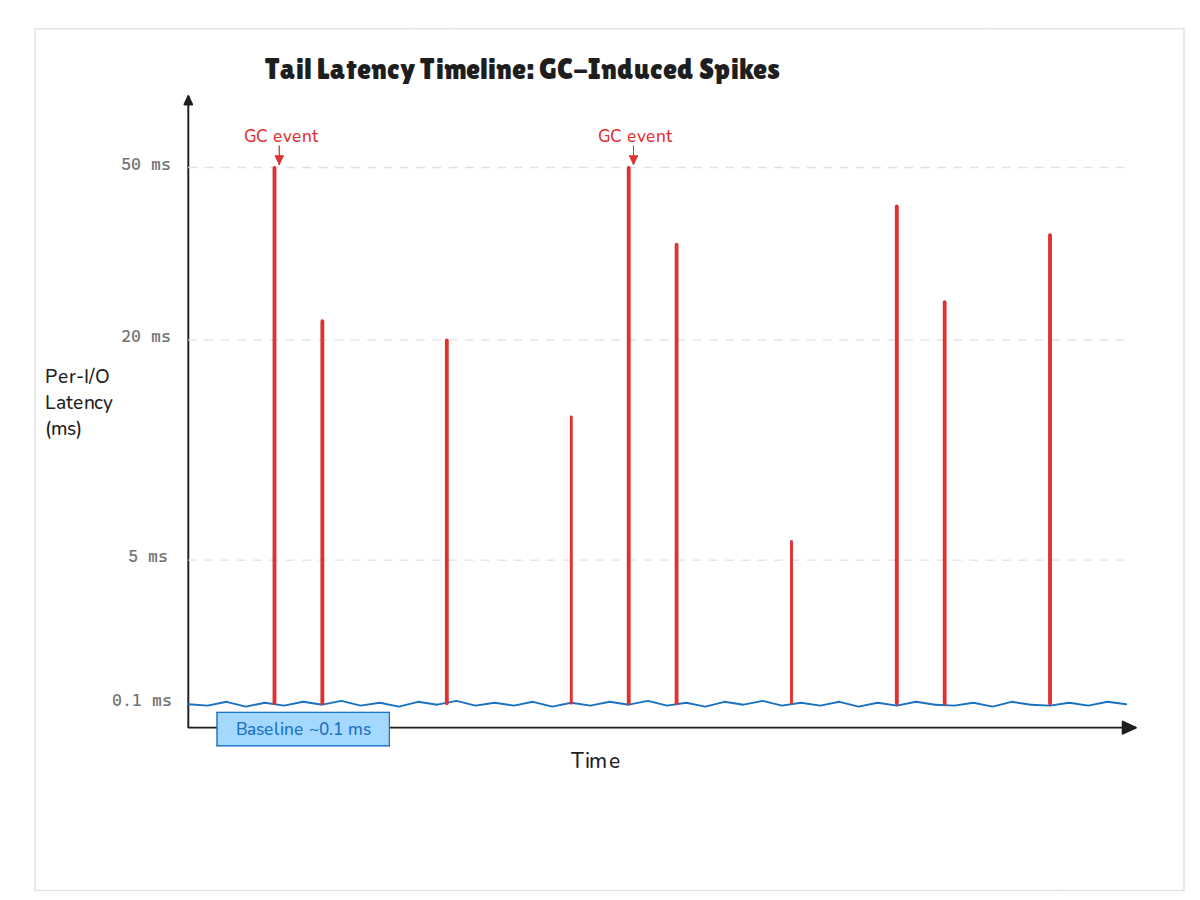 Tail Latency Timeline: GC-Induced Spikes
GC event
GC event
50 ms
20 ms
Per-I/O
Latency
(ms)
5 ms
0.1 ms
Baseline ~0.1 ms
Time